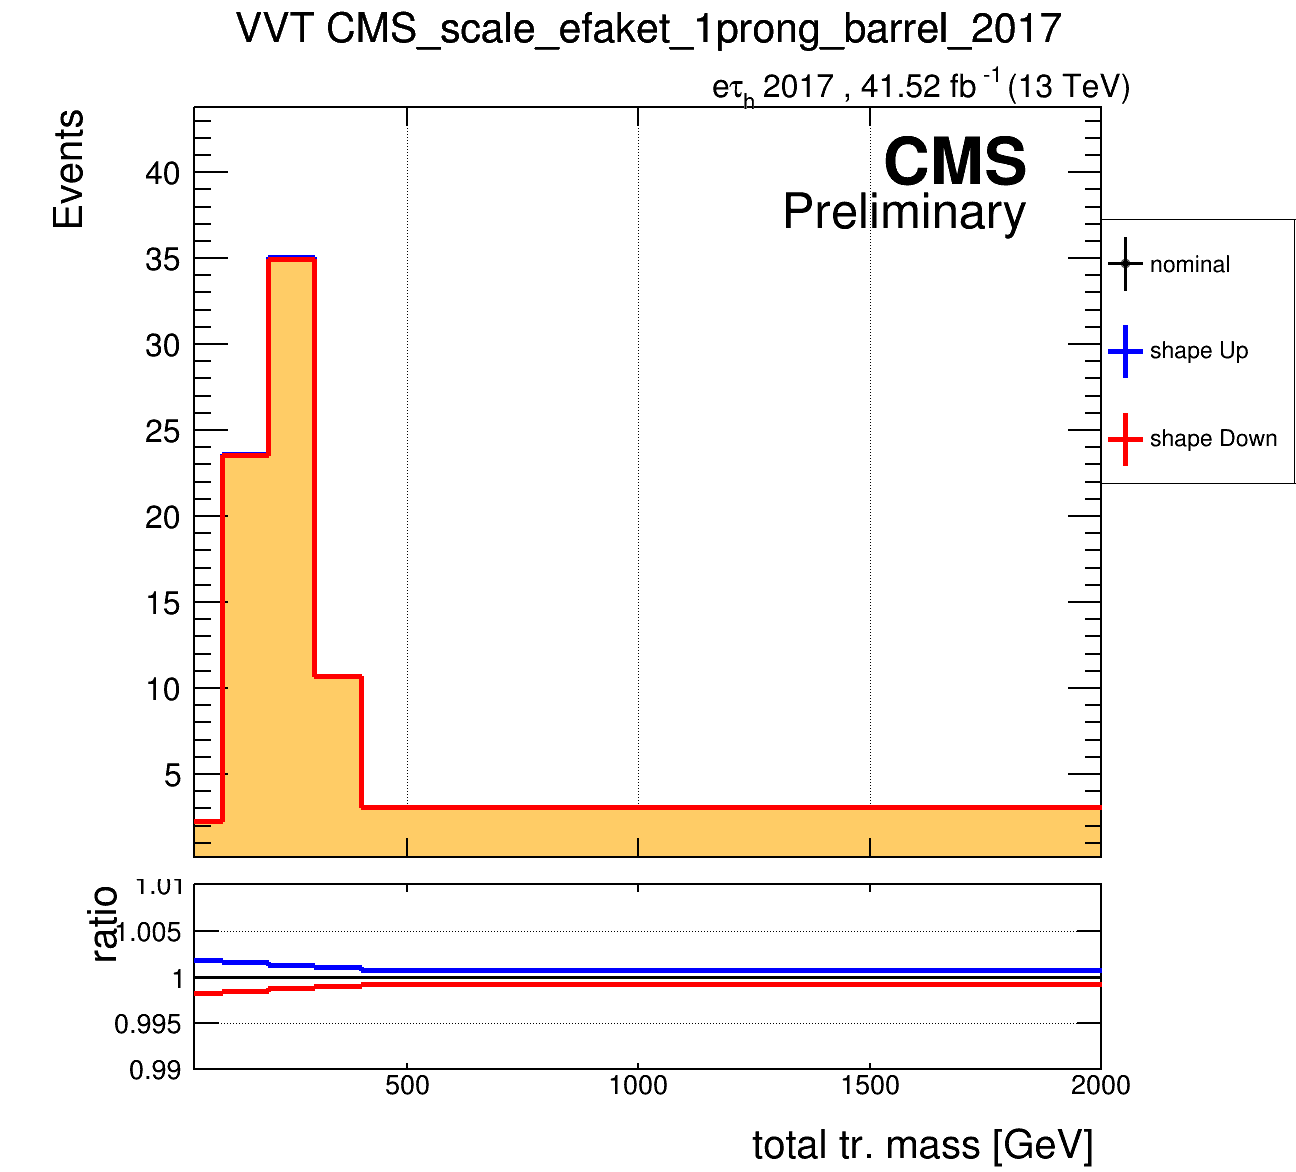 VVT CMS_scale_efaket_1prong_barrel_2017
eτh 2017 , 41.52 fb-1 (13 TeV)
Events
CMS
Preliminary
40
35
30
25
20
15
10
5
nominal
shape Up
shape Down
ratio
1.01
1.005
1
0.995
0.99
500
1000
1500
2000
total tr. mass [GeV]